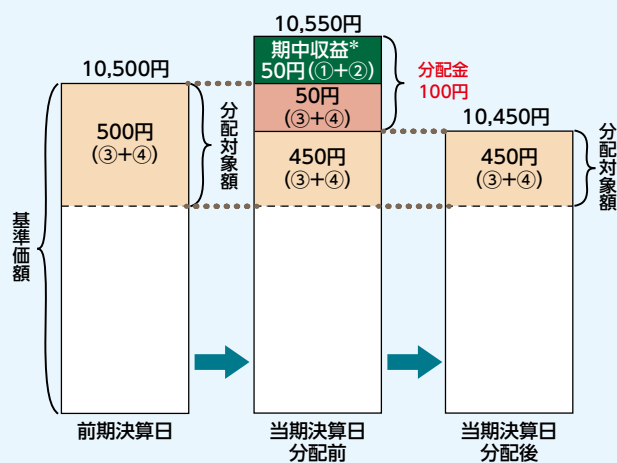 10,500円
500円
(③+④)
分配対象額
基準価額
前期決算日
10,550円
期中収益*
50円(①+②)
50円
(③+④)
450円
(③+④)
分配金
100円
当期決算日
分配前
10,450円
450円
(③+④)
分配対象額
当期決算日
分配後